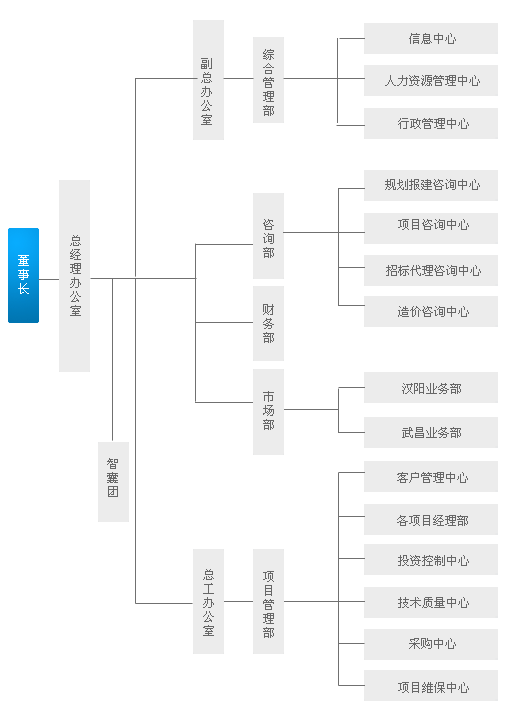 董事长
总经理办公室
智囊团
副总办公室
综合管理部
信息中心
人力资源管理中心
行政管理中心
咨询部
规划报建咨询中心
项目咨询中心
招标代理咨询中心
造价咨询中心
财务部
市场部
汉阳业务部
武昌业务部
总工办公室
项目管理部
客户管理中心
各项目经理部
投资控制中心
技术质量中心
采购中心
项目维保中心